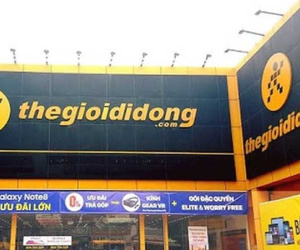 thegioididong
.com
thegioidid
Galaxy Note8
ƯU ĐÃI LỚN
0%
ƯU ĐÃI
TRẢ GÓP
+
KÍNH
GEAR VR
+
GÓI ĐẶC QUYỀN
ELITE & WORRY FREE